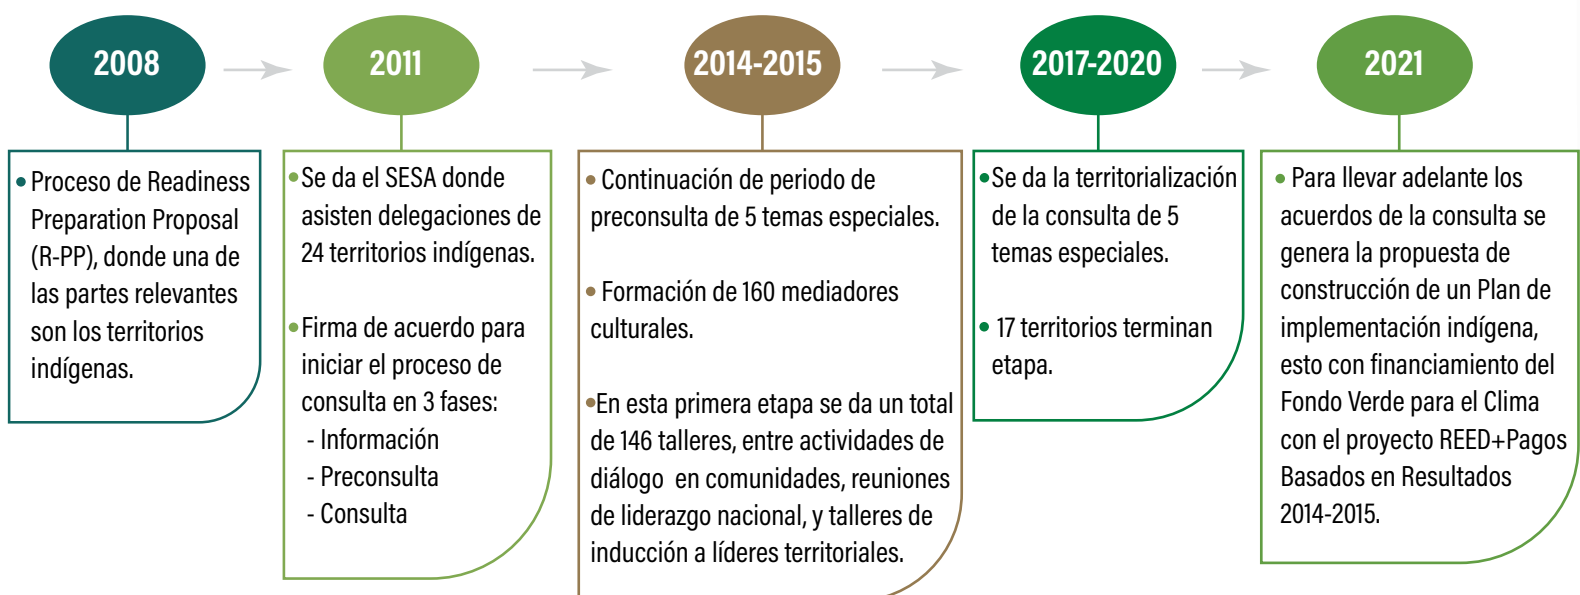 2008
• Proceso de Readiness
Preparation Proposal
(R-PP), donde una de
las partes relevantes
son los territorios
indígenas.
2011
• Se da el SESA donde
asisten delegaciones de
24 territorios indígenas.
• Firma de acuerdo para
iniciar el proceso de
consulta en 3 fases:
- Información
- Preconsulta
- Consulta
2014-2015
• Continuación de periodo de
preconsulta de 5 temas especiales.
• Formación de 160 mediadores
culturales.
• En esta primera etapa se da un total
de 146 talleres, entre actividades de
diálogo en comunidades, reuniones
de liderazgo nacional, y talleres de
inducción a líderes territoriales.
2017-2020
• Se da la territorialización
de la consulta de 5
temas especiales.
• 17 territorios terminan
etapa.
2021
• Para llevar adelante los
acuerdos de la consulta se
genera la propuesta de
construcción de un Plan de
implementación indígena,
esto con financiamiento del
Fondo Verde para el Clima
con el proyecto REED+Pagos
Basados en Resultados
2014-2015.